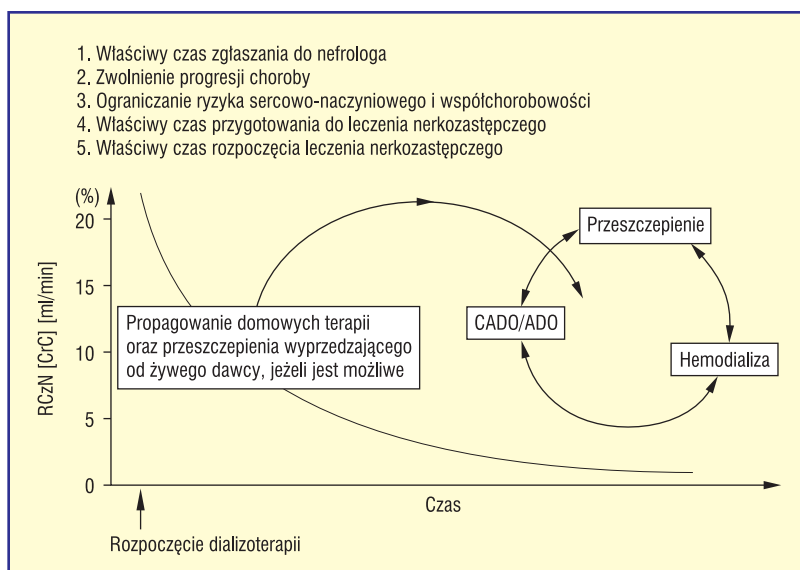 1. Właściwy czas zgłaszania do nefrologa
2. Zwolnienie progresji choroby
3. Ograniczanie ryzyka sercowo-naczyniowego i współchorobowości
4. Właściwy czas przygotowania do leczenia nerkozastępczego
5. Właściwy czas rozpoczęcia leczenia nerkozastępczego
(%)
20
15
10
5
0
RCzN [CrC] [ml/min]
Propagowanie domowych terapii
oraz przeszczepienia wyprzedzającego
od żywego dawcy, jeżeli jest możliwe
Przeszczepienie
CADO/ADO
Hemodializa
Czas
Rozpoczęcie dializoterapii